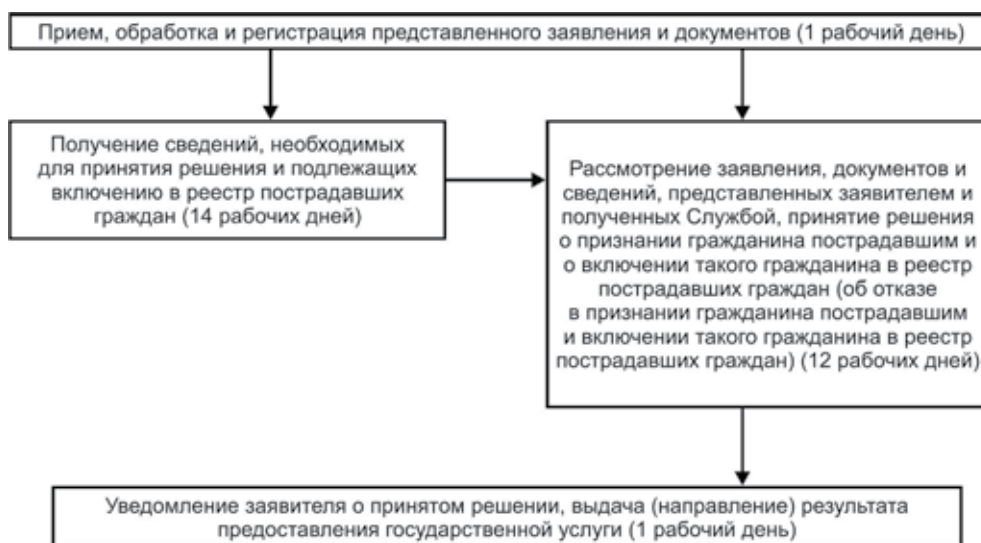 Прием, обработка и регистрация представленного заявления и документов (1 рабочий день)
Получение сведений, необходимых
для принятия решения и подлежащих
включению в реестр пострадавших
граждан (14 рабочих дней)
Рассмотрение заявления, документов и
сведений, представленных заявителем и
полученных Службой, принятие решения
о признании гражданина пострадавшим и
о включении такого гражданина в реестр
пострадавших граждан (об отказе
в признании гражданина пострадавшим
и включении такого гражданина в реестр
пострадавших граждан) (12 рабочих дней)
Уведомление заявителя о принятом решении, выдача (направление) результата
предоставления государственной услуги (1 рабочий день)